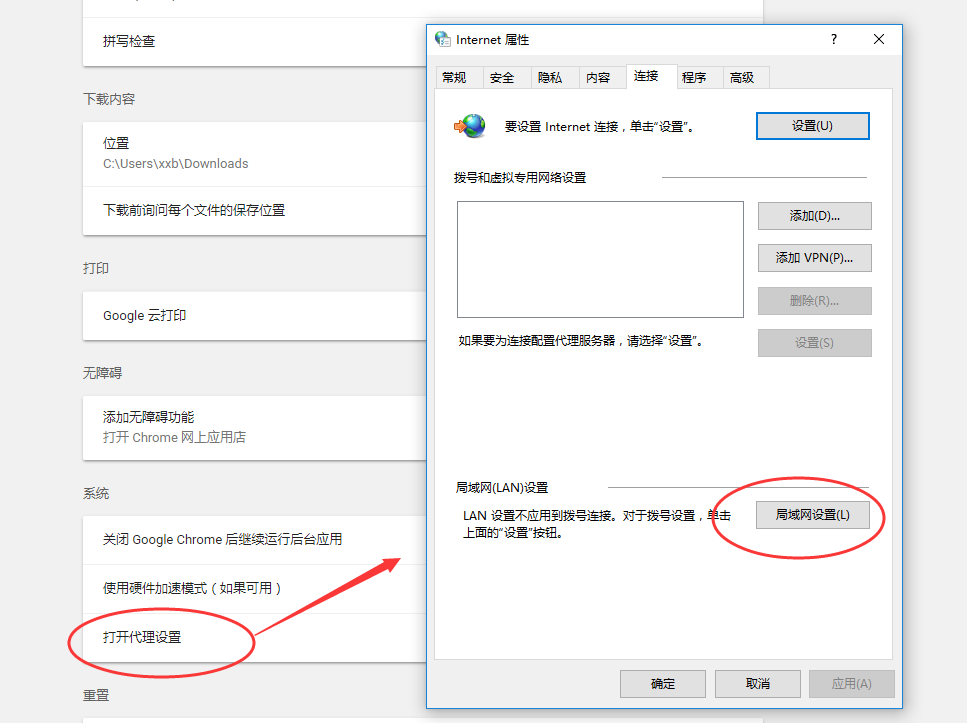 拼写检查
下载内容
位置
C:\Users\xxb\Downloads
下载前询问每个文件的保存位置
打印
Google 云打印
无障碍
添加无障碍功能
打开 Chrome 网上应用店
系统
关闭 Google Chrome 后继续运行后台应用
使用硬件加速模式（如果可用）
打开代理设置
重置
Internet 属性
?
常规 安全 隐私 内容 连接 程序 高级
要设置 Internet 连接，单击“设置”。
设置(U)
拨号和虚拟专用网络设置
添加(D)...
添加 VPN(P)...
删除(R)...
如果要为连接配置代理服务器，请选择“设置”。
设置(S)
局域网(LAN)设置
LAN 设置不应用到拨号连接。对于拨号设置，单击
上面的“设置”按钮。
局域网设置(L)
确定 取消 应用(A)